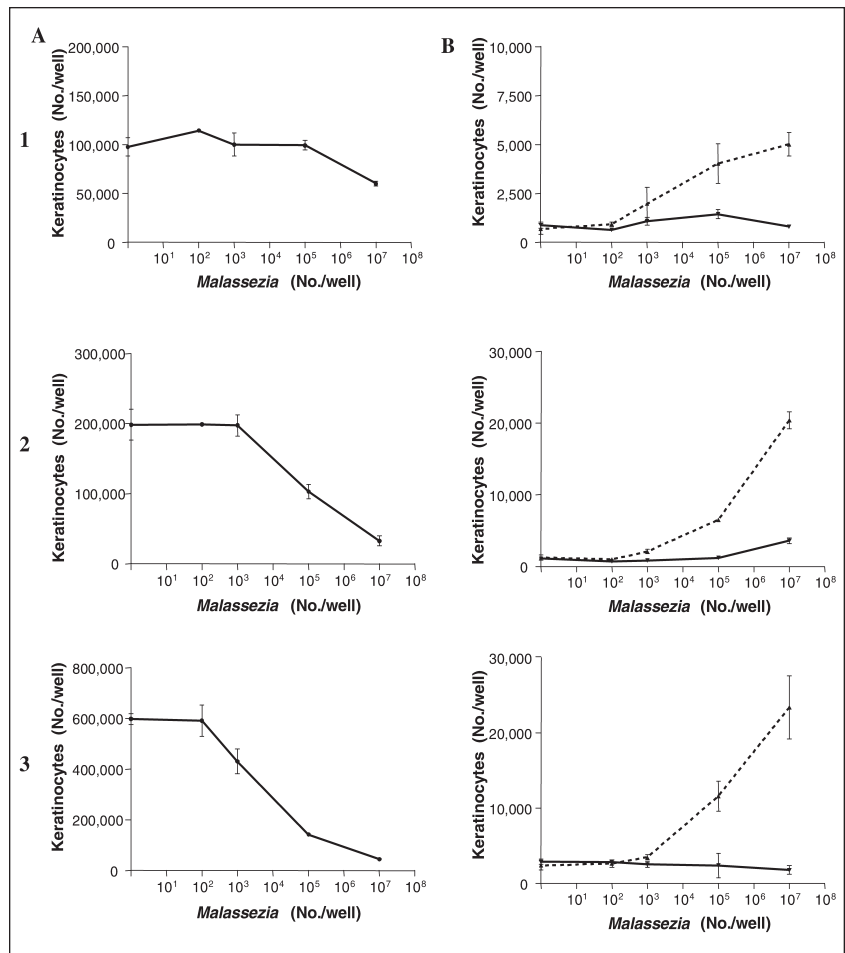 A
B
1
Keratinocytes (No./well)
200,000
150,000
100,000
50,000
0
10¹ 10² 10³ 10⁴ 10⁵ 10⁶ 10⁷ 10⁸
Malassezia (No./well)
Keratinocytes (No./well)
10,000
7,500
5,000
2,500
0
10¹ 10² 10³ 10⁴ 10⁵ 10⁶ 10⁷ 10⁸
Malassezia (No./well)
2
Keratinocytes (No./well)
300,000
200,000
100,000
0
10¹ 10² 10³ 10⁴ 10⁵ 10⁶ 10⁷ 10⁸
Malassezia (No./well)
Keratinocytes (No./well)
30,000
20,000
10,000
0
10¹ 10² 10³ 10⁴ 10⁵ 10⁶ 10⁷ 10⁸
Malassezia (No./well)
3
Keratinocytes (No./well)
800,000
600,000
400,000
200,000
0
10¹ 10² 10³ 10⁴ 10⁵ 10⁶ 10⁷ 10⁸
Malassezia (No./well)
Keratinocytes (No./well)
30,000
20,000
10,000
0
10¹ 10² 10³ 10⁴ 10⁵ 10⁶ 10⁷ 10⁸
Malassezia (No./well)